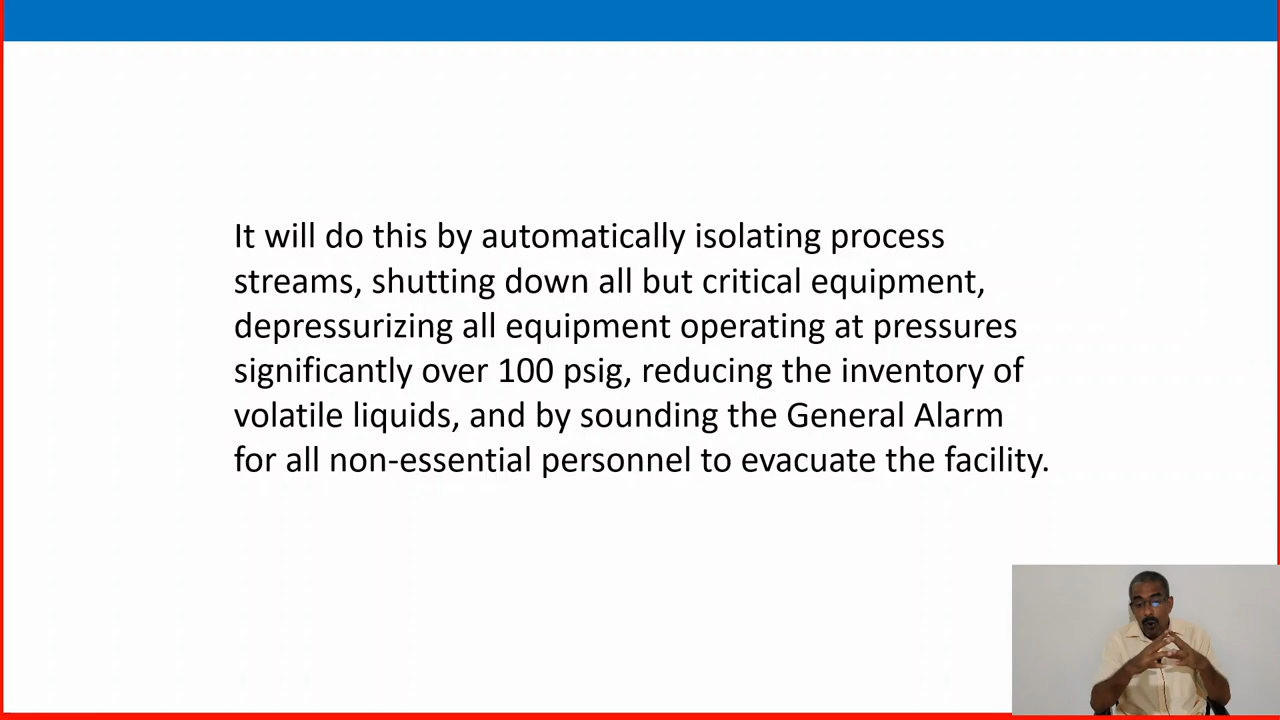 It will do this by automatically isolating process
streams, shutting down all but critical equipment,
depressurizing all equipment operating at pressures
significantly over 100 psig, reducing the inventory of
volatile liquids, and by sounding the General Alarm
for all non-essential personnel to evacuate the facility.